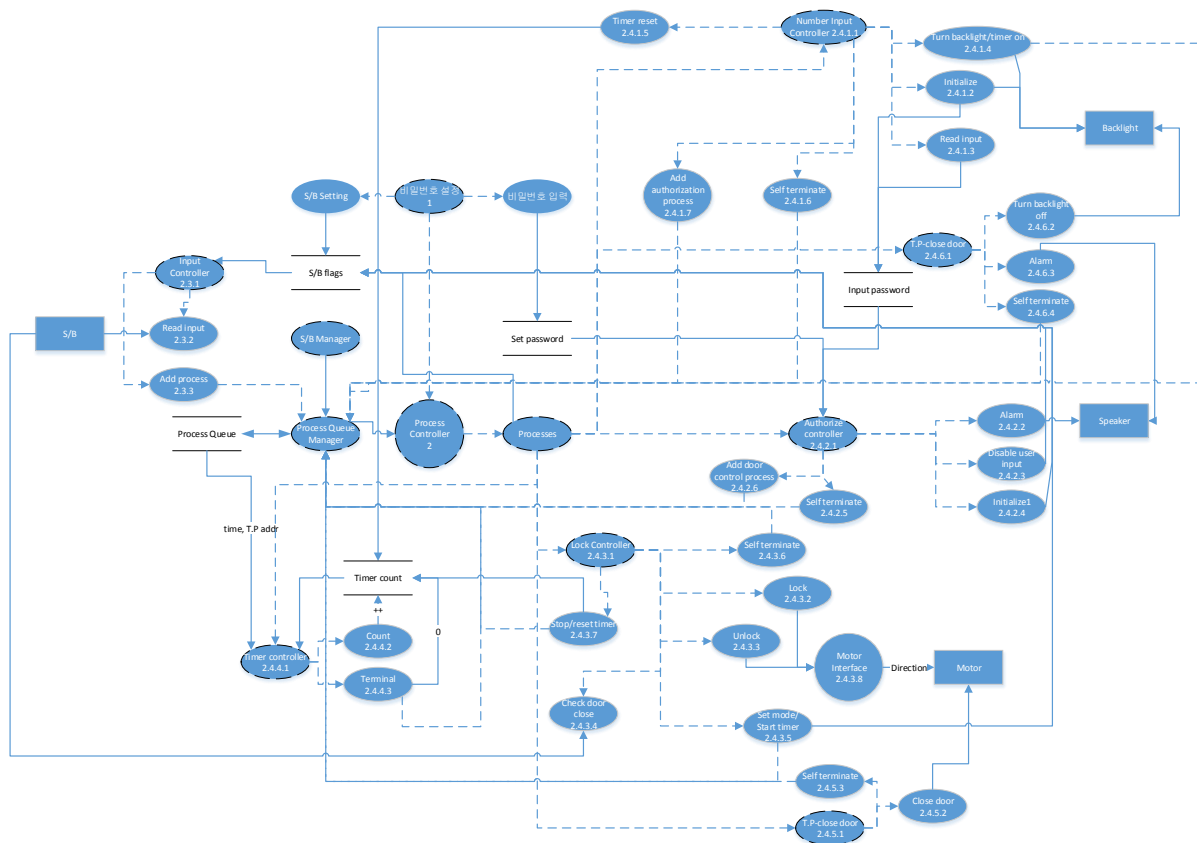 Timer reset
2.4.1.5
Number Input
Controller 2.4.1.1
Turn backlight/timer on
2.4.1.4
Initialize
2.4.1.2
Backlight
Read input
2.4.1.3
S/B Setting
비밀번호 설정
1
비밀번호 입력
Add
authorization
process
2.4.1.7
Self terminate
2.4.1.6
Turn backlight
off
2.4.6.2
T.P-close door
2.4.6.1
Alarm
2.4.6.3
Self terminate
2.4.6.4
Input
Controller
2.3.1
S/B flags
Input password
S/B
Read input
2.3.2
S/B Manager
Set password
Add process
2.3.3
Process Queue
Process Queue
Manager
Process
Controller
2
Processes
Authorize
controller
2.4.2.1
Alarm
2.4.2.2
Speaker
Disable user
input
2.4.2.3
Add door
control process
2.4.2.6
Self terminate
2.4.2.5
Initialize1
2.4.2.4
time, T.P addr
Lock Controller
2.4.3.1
Self terminate
2.4.3.6
Timer count
Lock
2.4.3.2
++
0
Stop/reset timer
2.4.3.7
Count
2.4.4.2
Unlock
2.4.3.3
Timer controller
2.4.4.1
Terminal
2.4.4.3
Motor
Interface
2.4.3.8
Direction
Motor
Check door
close
2.4.3.4
Set mode/
Start timer
2.4.3.5
Self terminate
2.4.5.3
Close door
2.4.5.2
T.P-close door
2.4.5.1